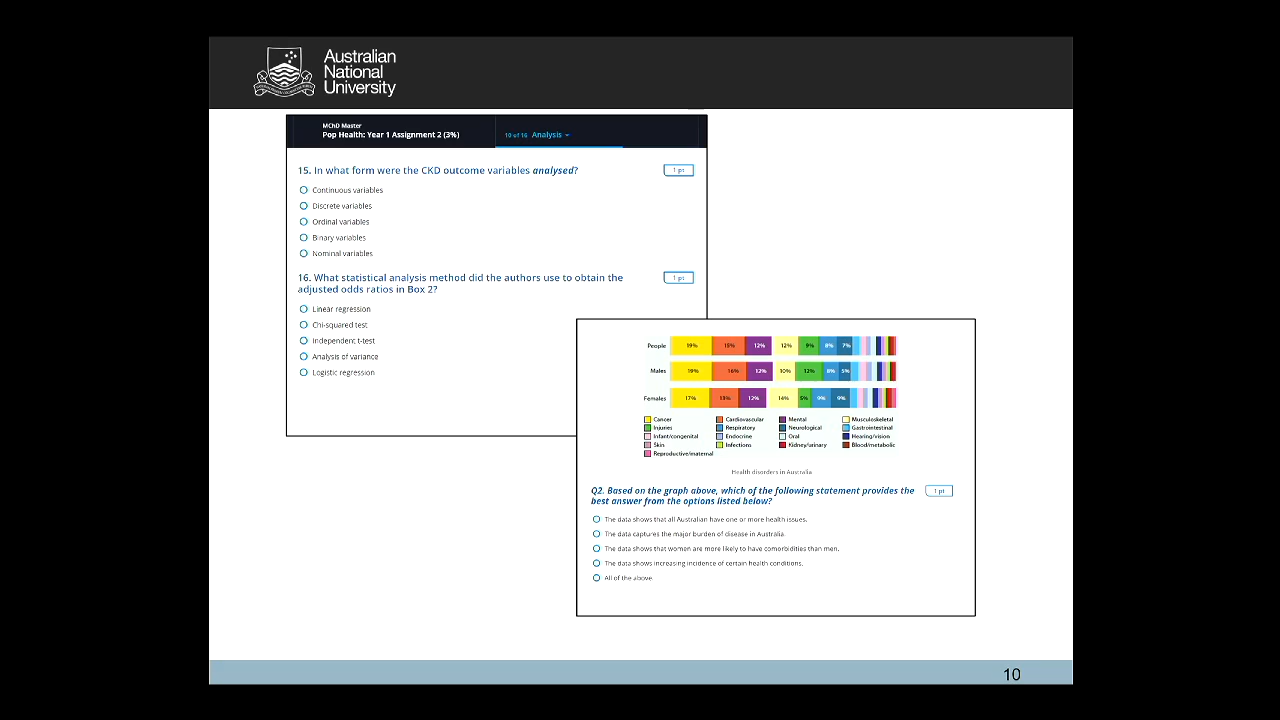 Australian
National
University
MChD Master
Pop Health: Year 1 Assignment 2 (3%)
10 of 16 Analysis
15. In what form were the CKD outcome variables analysed?
1 pt
Continuous variables
Discrete variables
Ordinal variables
Binary variables
Nominal variables
16. What statistical analysis method did the authors use to obtain the
adjusted odds ratios in Box 2?
1 pt
Linear regression
Chi-squared test
Independent t-test
Analysis of variance
Logistic regression
People 19% 15% 12% 12% 9% 8% 7%
Males 19% 16% 12% 10% 12% 8% 5%
Females 17% 13% 12% 14% 5% 9% 9%
Cancer Cardiovascular Mental Musculoskeletal
Injuries Respiratory Neurological Gastrointestinal
Infant/congenital Endocrine Oral Hearing/vision
Skin Infections Kidney/urinary Blood/metabolic
Reproductive/maternal
Health disorders in Australia
Q2. Based on the graph above, which of the following statement provides the
best answer from the options listed below?
1 pt
The data shows that all Australian have one or more health issues.
The data captures the major burden of disease in Australia.
The data shows that women are more likely to have comorbidities than men.
The data shows increasing incidence of certain health conditions.
All of the above
10